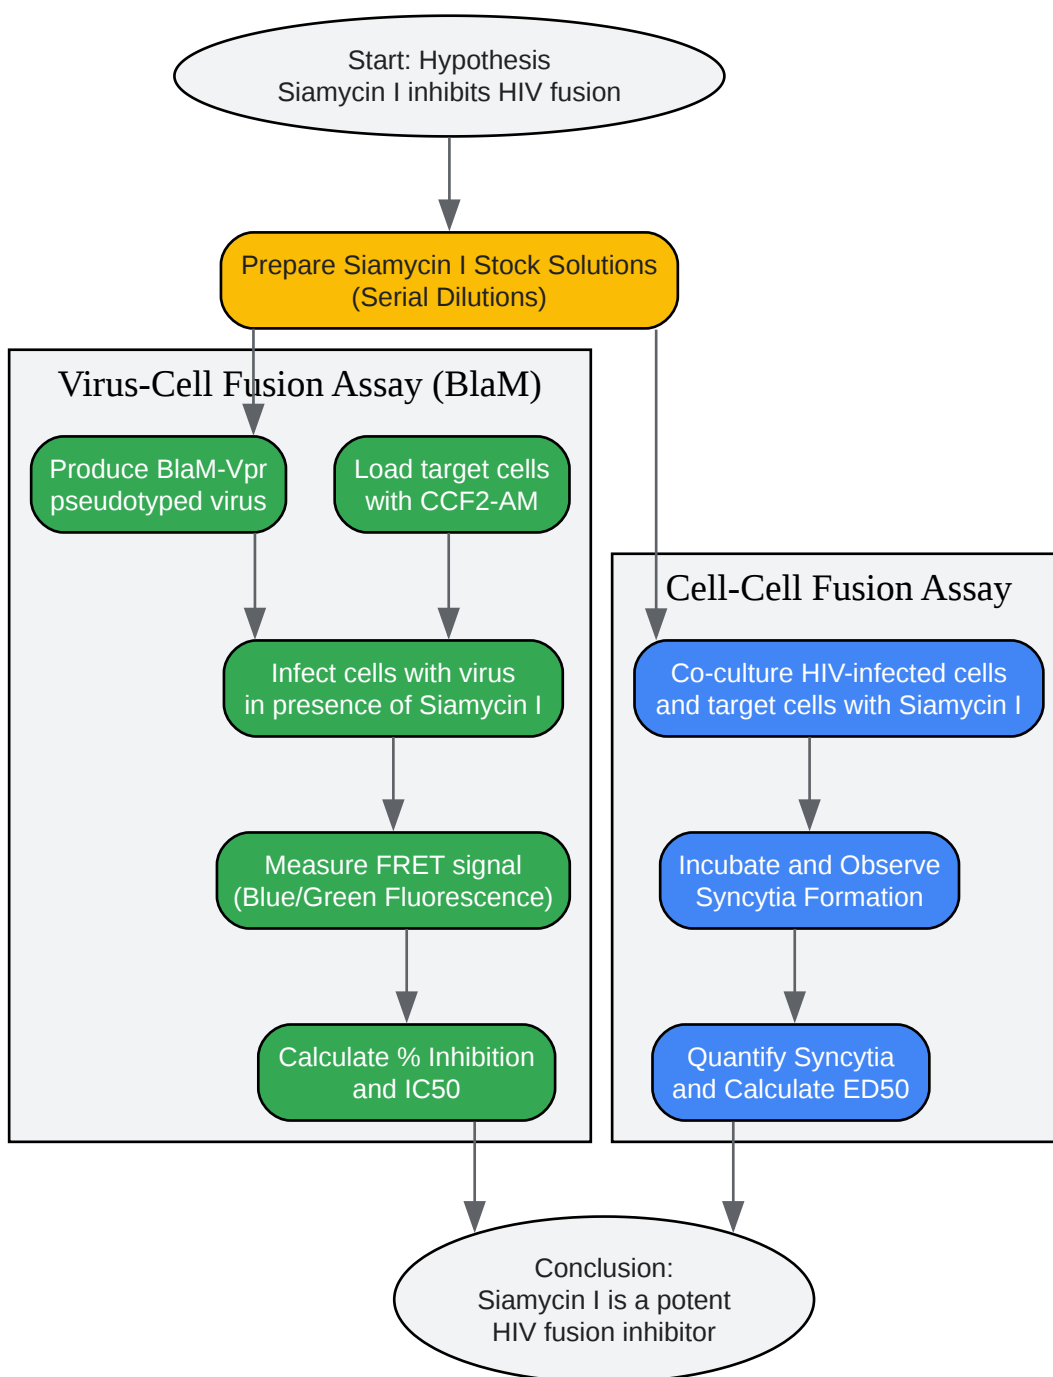 Start: Hypothesis
Siamycin I inhibits HIV fusion
Prepare Siamycin I Stock Solutions
(Serial Dilutions)
Virus-Cell Fusion Assay (BlaM)
Produce BlaM-Vpr
pseudotyped virus
Load target cells
with CCF2-AM
Infect cells with virus
in presence of Siamycin I
Measure FRET signal
(Blue/Green Fluorescence)
Calculate % Inhibition
and IC50
Cell-Cell Fusion Assay
Co-culture HIV-infected cells
and target cells with Siamycin I
Incubate and Observe
Syncytia Formation
Quantify Syncytia
and Calculate ED50
Conclusion:
Siamycin I is a potent
HIV fusion inhibitor